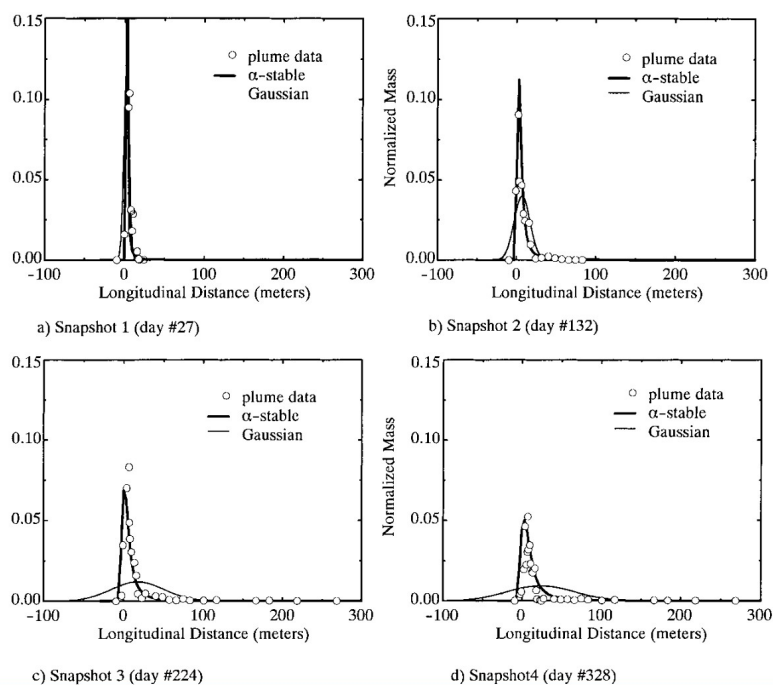 0.15
0.10
0.05
0.00
plume data
α-stable
Gaussian
-100 0 100 200 300
Longitudinal Distance (meters)
a) Snapshot 1 (day #27)
0.15
0.10
0.05
0.00
Normalized Mass
plume data
α-stable
Gaussian
-100 0 100 200 300
Longitudinal Distance (meters)
b) Snapshot 2 (day #132)
0.15
0.10
0.05
0.00
plume data
α-stable
Gaussian
-100 0 100 200 300
Longitudinal Distance (meters)
c) Snapshot 3 (day #224)
0.15
0.10
0.05
0.00
Normalized Mass
plume data
α-stable
Gaussian
-100 0 100 200 300
Longitudinal Distance (meters)
d) Snapshot4 (day #328)